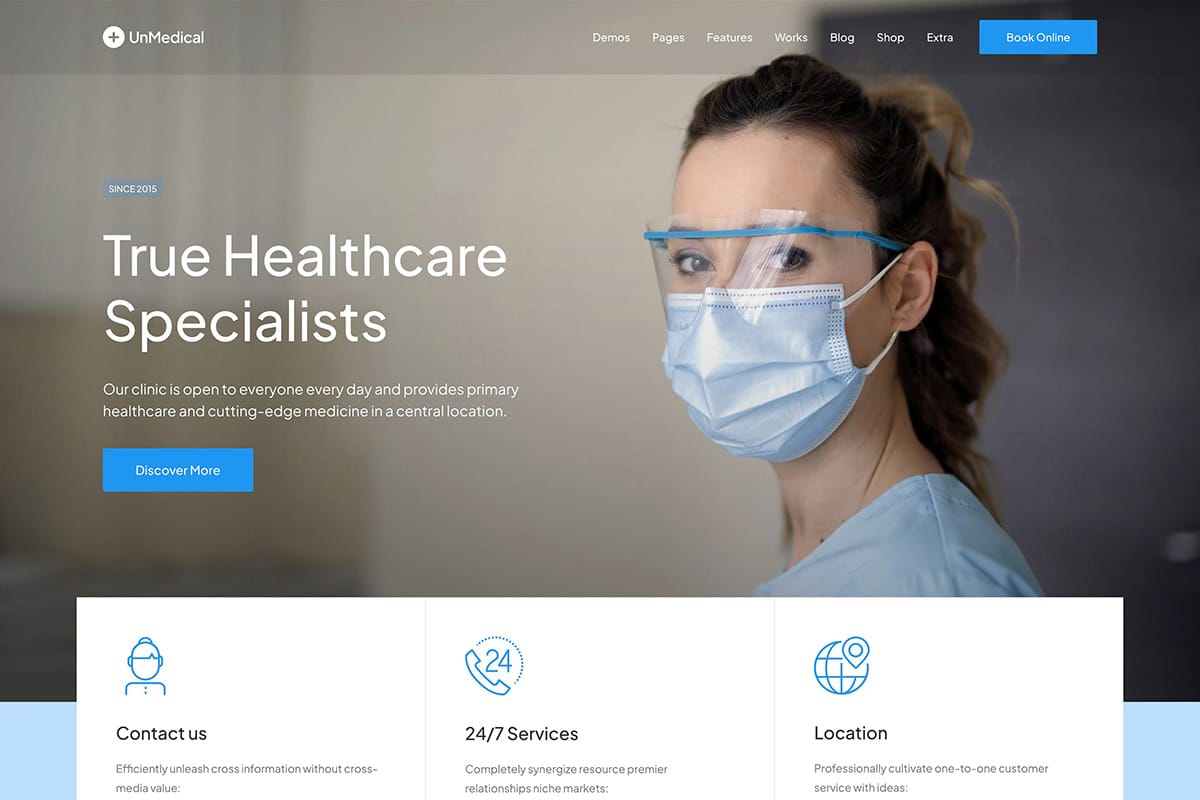 UnMedical
Demos Pages Features Works Blog Shop Extra Book Online
SINCE 2015
True Healthcare
Specialists
Our clinic is open to everyone every day and provides primary
healthcare and cutting-edge medicine in a central location.
Discover More
24
Contact us
Efficiently unleash cross information without cross-
media value:
24/7 Services
Completely synergize resource premier
relationships niche markets:
Location
Professionally cultivate one-to-one customer
service with ideas: